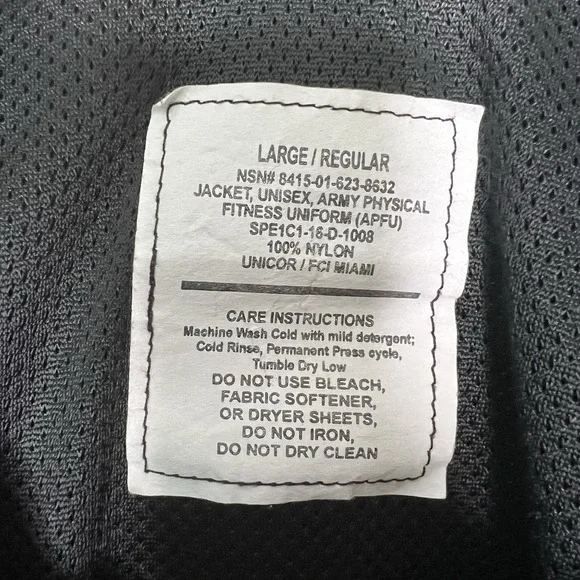 LARGE / REGULAR
NSN# 8415-01-623-8632
JACKET, UNISEX, ARMY PHYSICAL
FITNESS UNIFORM (APFU)
SPE1C1-16-D-1008
100% NYLON
UNICOR / FCI MIAMI
CARE INSTRUCTIONS
Machine Wash Cold with mild detergent;
Cold Rinse, Permanent Press cycle,
Tumble Dry Low
DO NOT USE BLEACH,
FABRIC SOFTENER,
OR DRYER SHEETS,
DO NOT IRON,
DO NOT DRY CLEAN